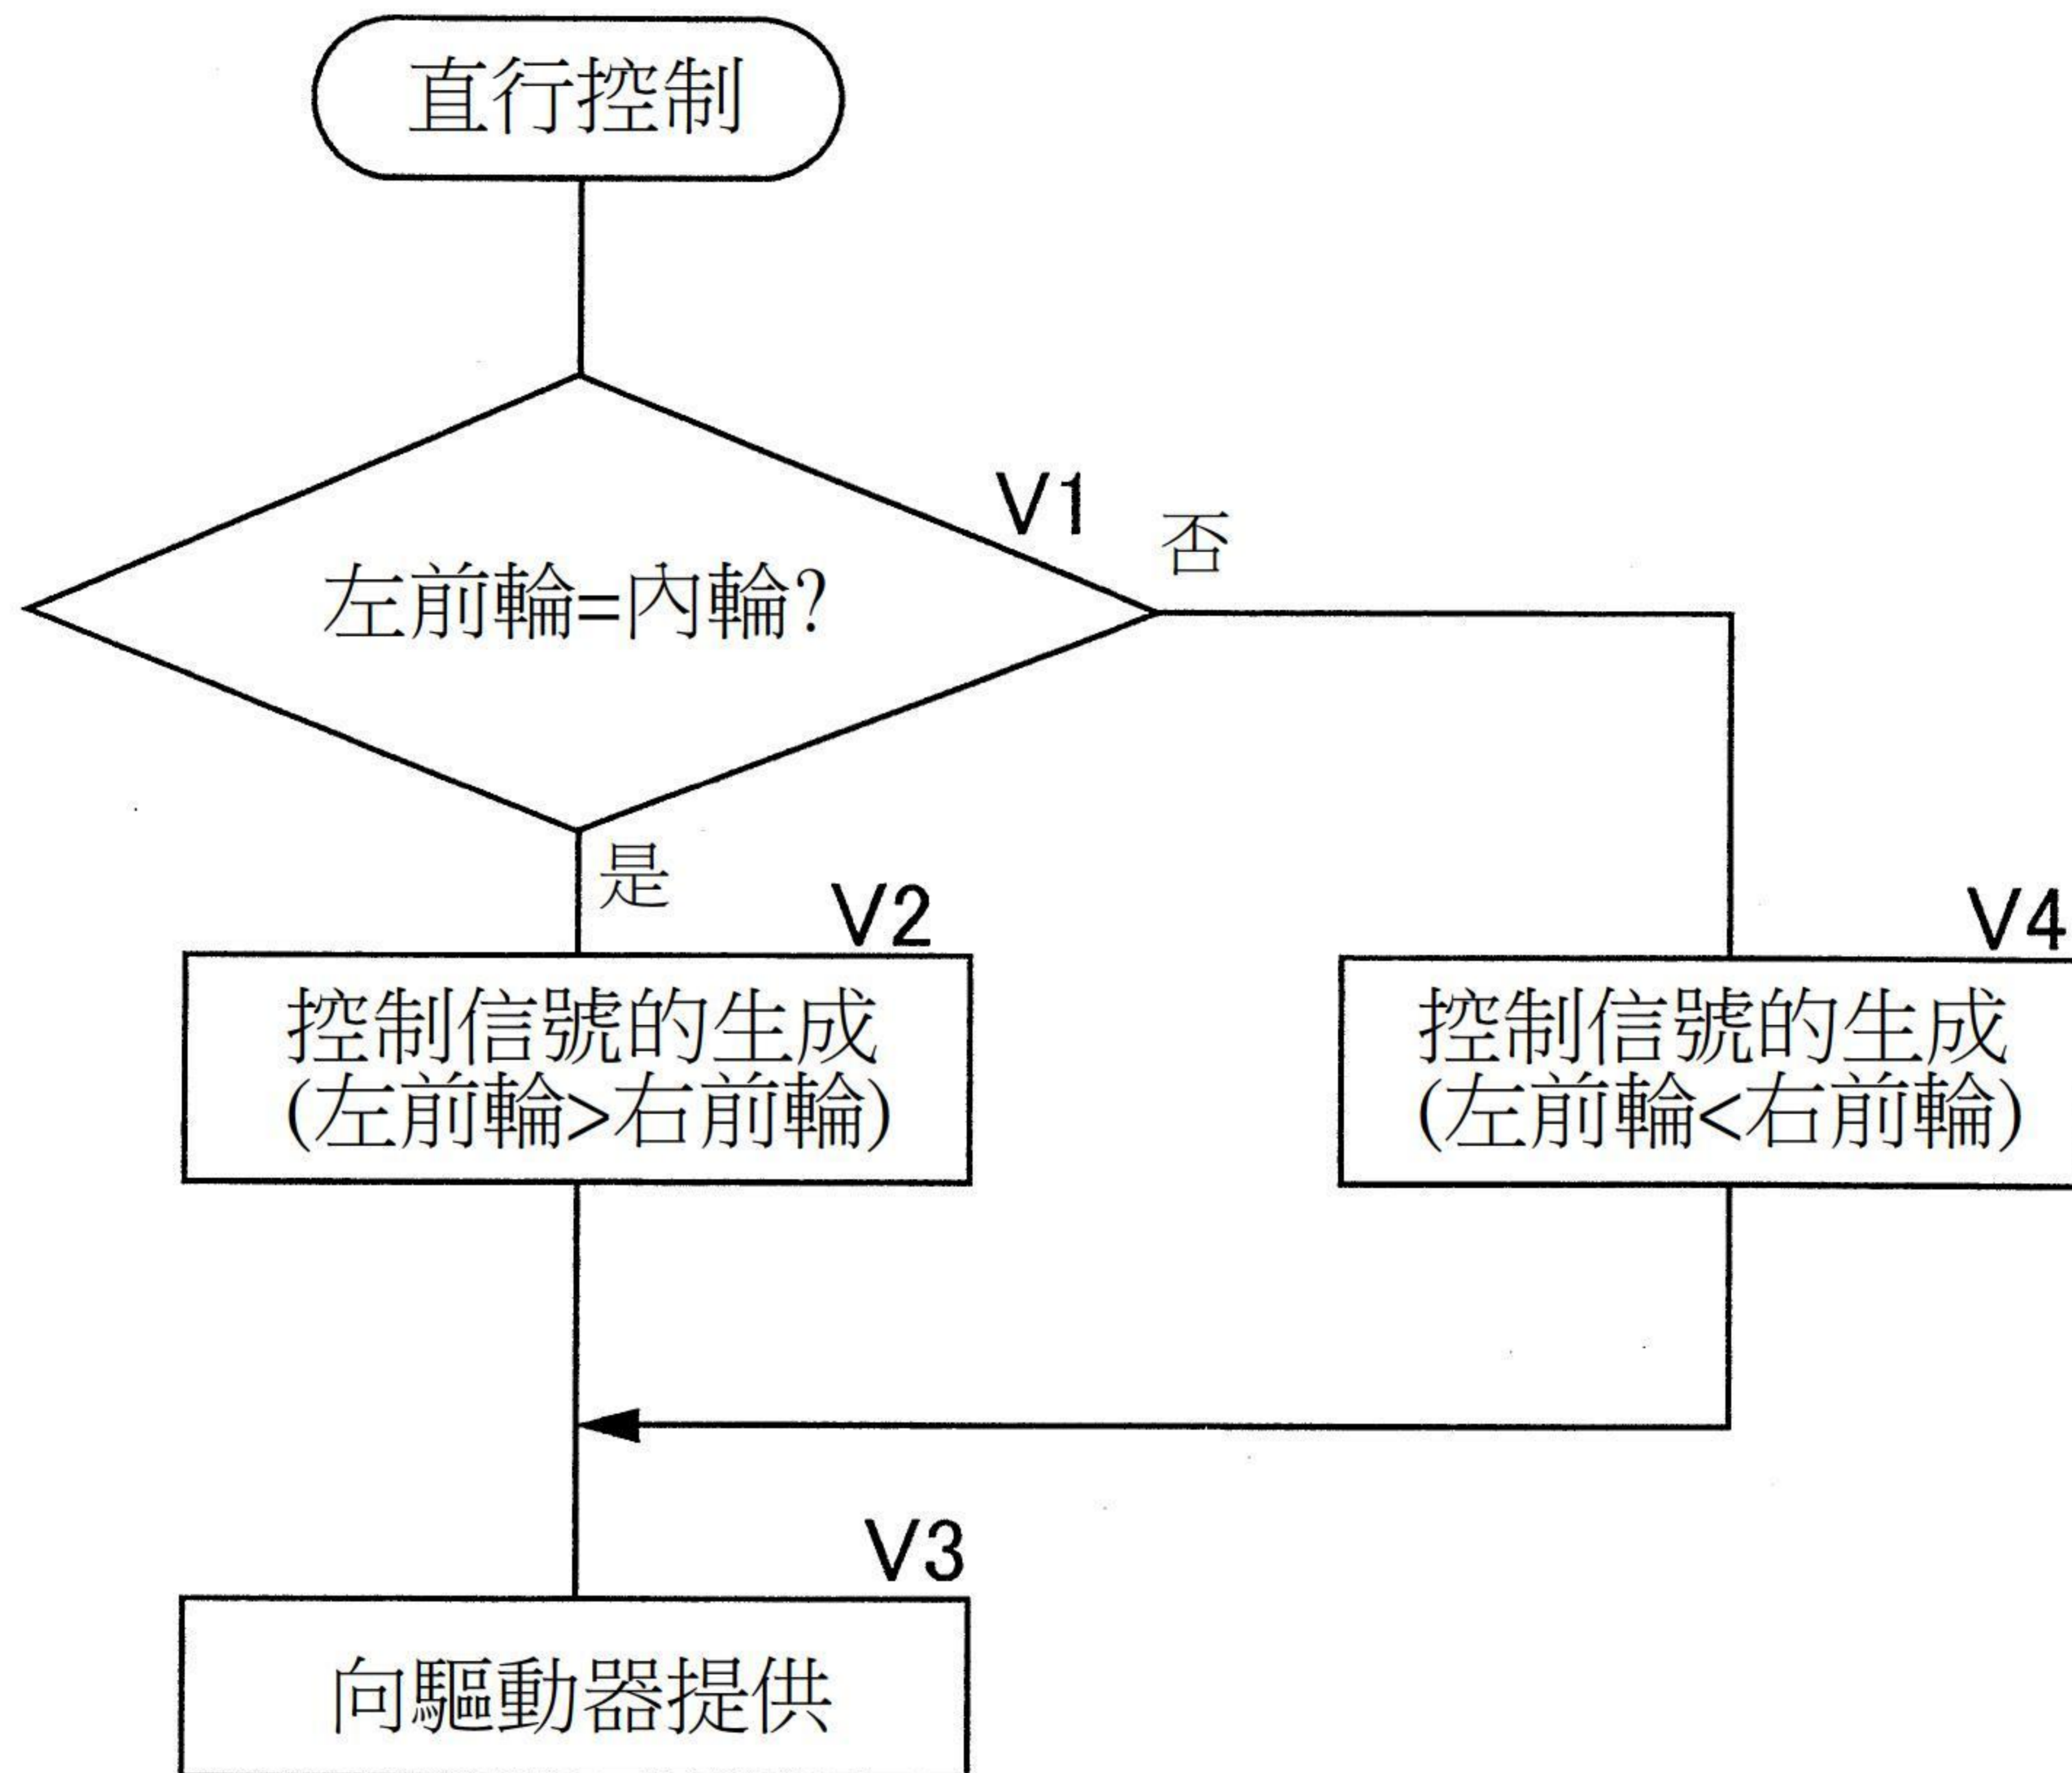 直行控制
V1
否
左前輪=內輪?
是
V2
控制信號的生成
(左前輪>右前輪)
V4
控制信號的生成
(左前輪<右前輪)
V3
向驅動器提供